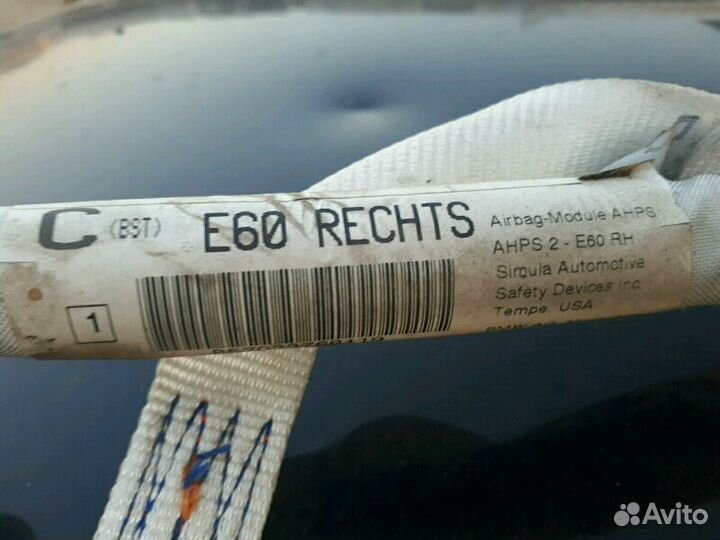 C (BST) E60 RECHTS
1
Airbag-Module AHPS
AHPS 2 - E60 RH
Simula Automotive
Safety Devices Inc.
Tempe, USA
Avito